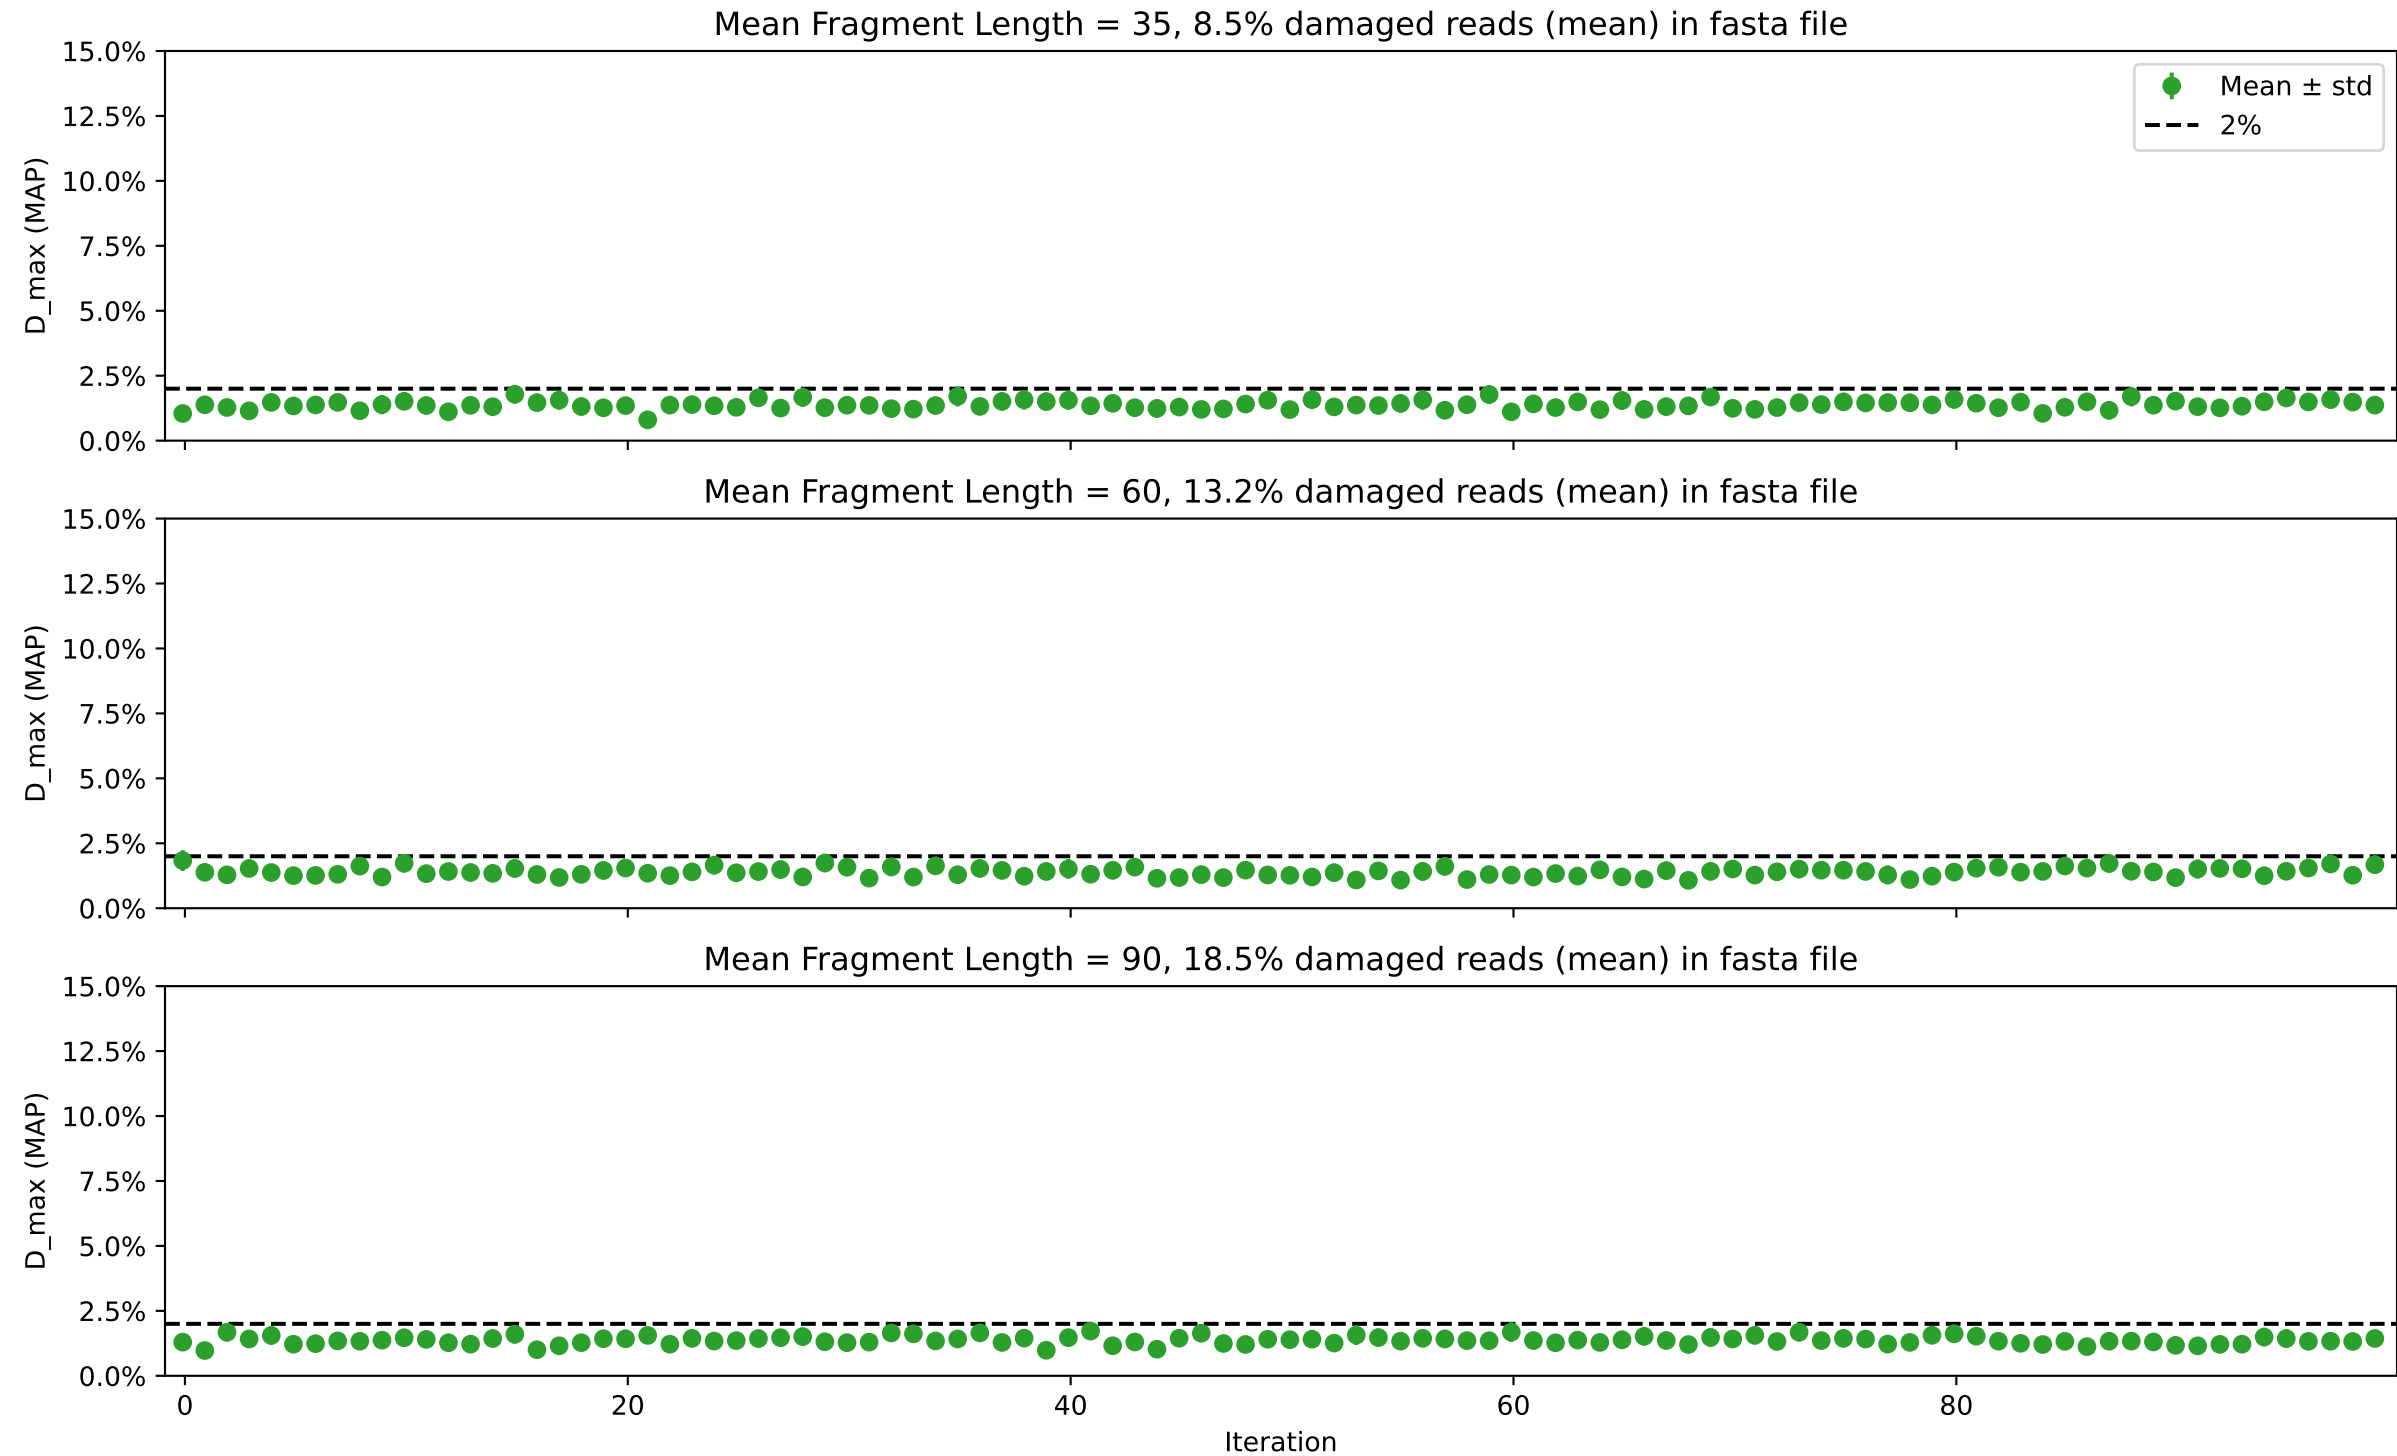 Mean Fragment Length = 35, 8.5% damaged reads (mean) in fasta file
15.0%
12.5%
10.0%
7.5%
5.0%
2.5%
0.0%
D_max (MAP)
Mean ± std
2%
Mean Fragment Length = 60, 13.2% damaged reads (mean) in fasta file
15.0%
12.5%
10.0%
7.5%
5.0%
2.5%
0.0%
D_max (MAP)
Mean Fragment Length = 90, 18.5% damaged reads (mean) in fasta file
15.0%
12.5%
10.0%
7.5%
5.0%
2.5%
0.0%
D_max (MAP)
0 20 40 60 80
Iteration